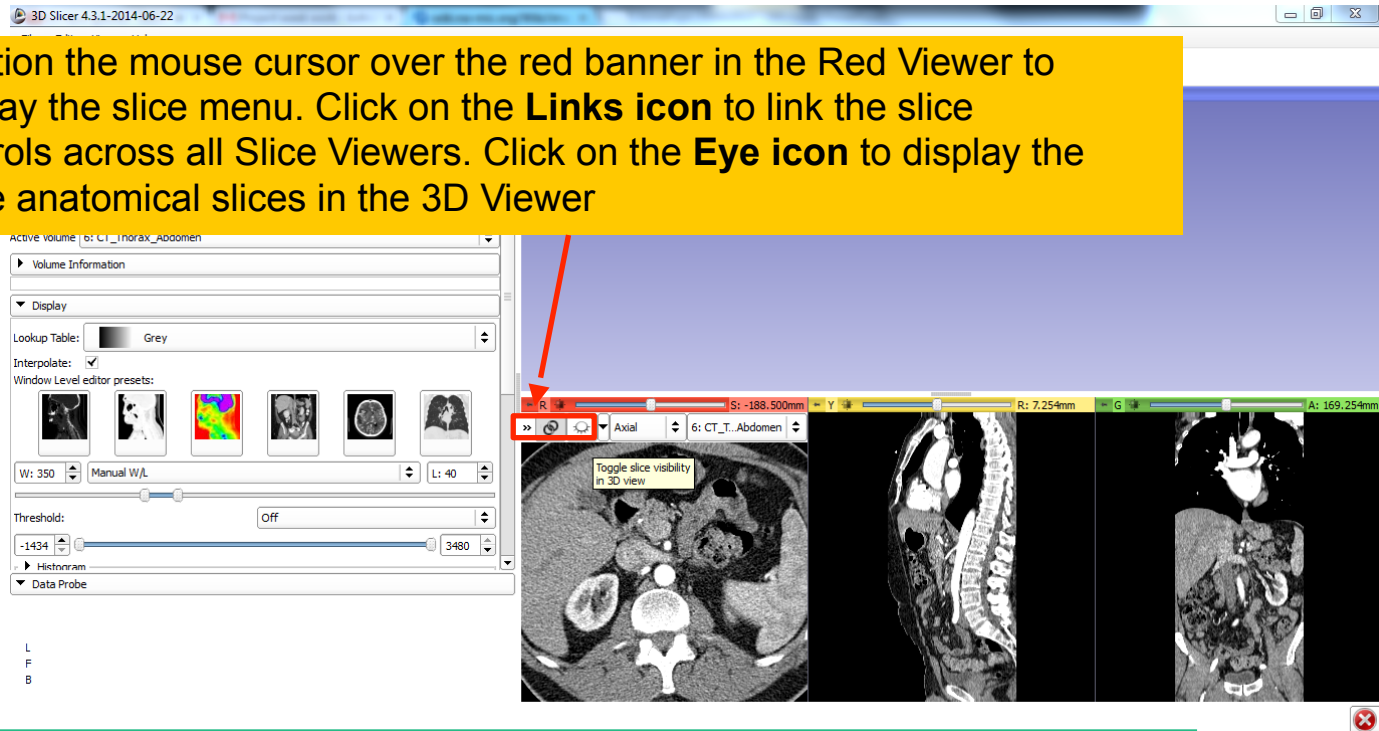 3D Slicer 4.3.1-2014-06-22
tion the mouse cursor over the red banner in the Red Viewer to
ay the slice menu. Click on the Links icon to link the slice
rols across all Slice Viewers. Click on the Eye icon to display the
e anatomical slices in the 3D Viewer
Active Volume 6: CT_Thorax_Abdomen
Volume Information
Display
Lookup Table: Grey
Interpolate:
Window Level editor presets:
R S: -188.500mm Y R: 7.254mm G A: 169.254mm
Axial 6: CT_T...Abdomen
Toggle slice visibility
in 3D view
W: 350 Manual W/L L: 40
Threshold: Off
-1434 3480
Histogram
Data Probe
L
F
B